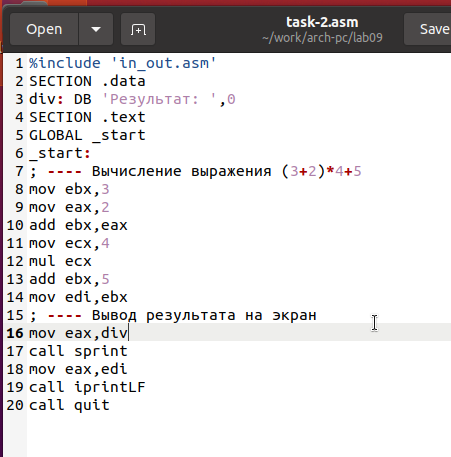 Open
task-2.asm
~/work/arch-pc/lab09
Save
1 %include 'in_out.asm'
2 SECTION .data
3 div: DB 'Результат: ',0
4 SECTION .text
5 GLOBAL _start
6 _start:
7 ; ---- Вычисление выражения (3+2)*4+5
8 mov ebx,3
9 mov eax,2
10 add ebx,eax
11 mov ecx,4
12 mul ecx
13 add ebx,5
14 mov edi,ebx
15 ; ---- Вывод результата на экран
16 mov eax,div
17 call sprint
18 mov eax,edi
19 call iprintLF
20 call quit